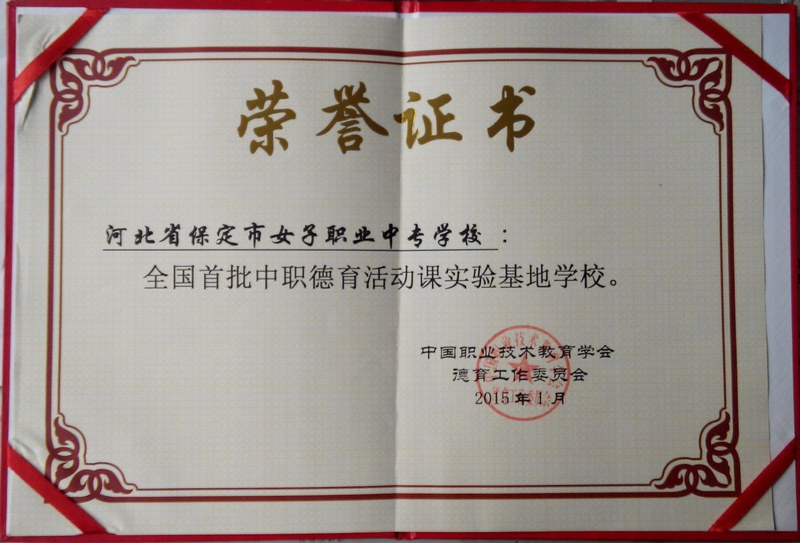 荣誉证书
河北省保定市女子职业中专学校：
全国首批中职德育活动课实验基地学校。
中国职业技术教育学会
德育工作委员会
2015年1月